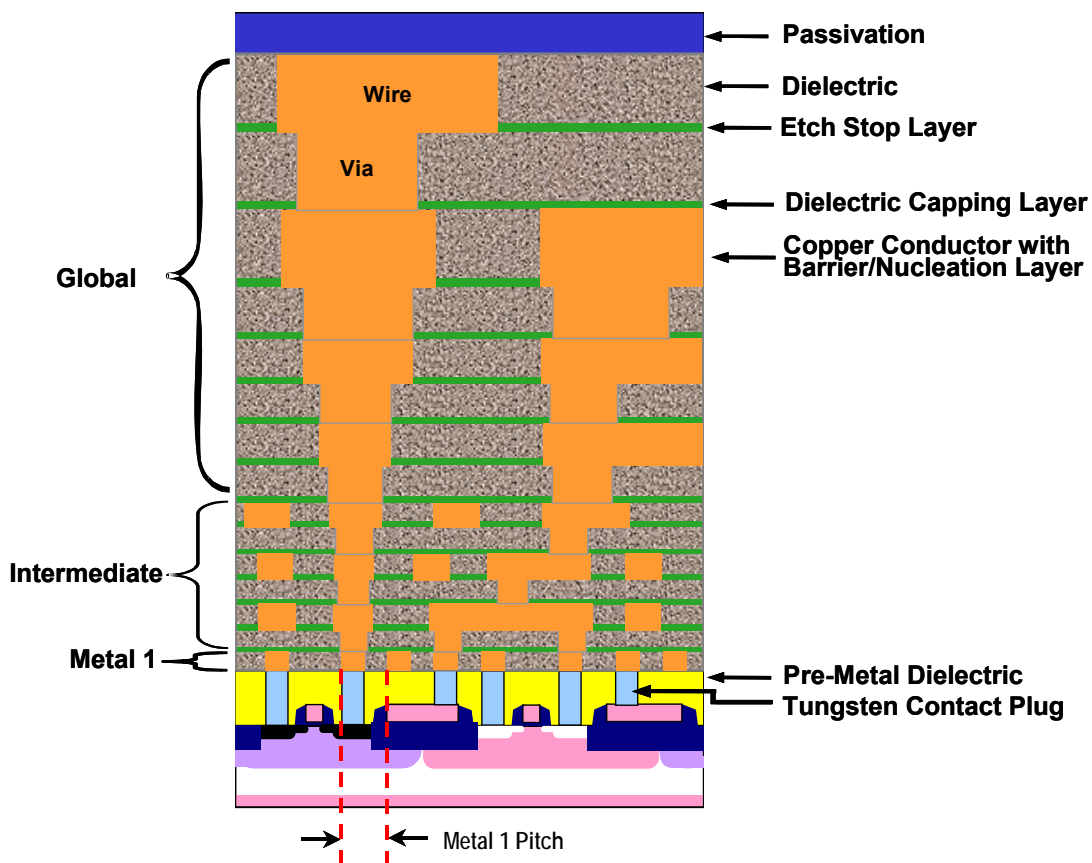 Passivation
Wire
Dielectric
Etch Stop Layer
Via
Dielectric Capping Layer
Copper Conductor with
Barrier/Nucleation Layer
Global
Intermediate
Metal 1
Pre-Metal Dielectric
Tungsten Contact Plug
Metal 1 Pitch